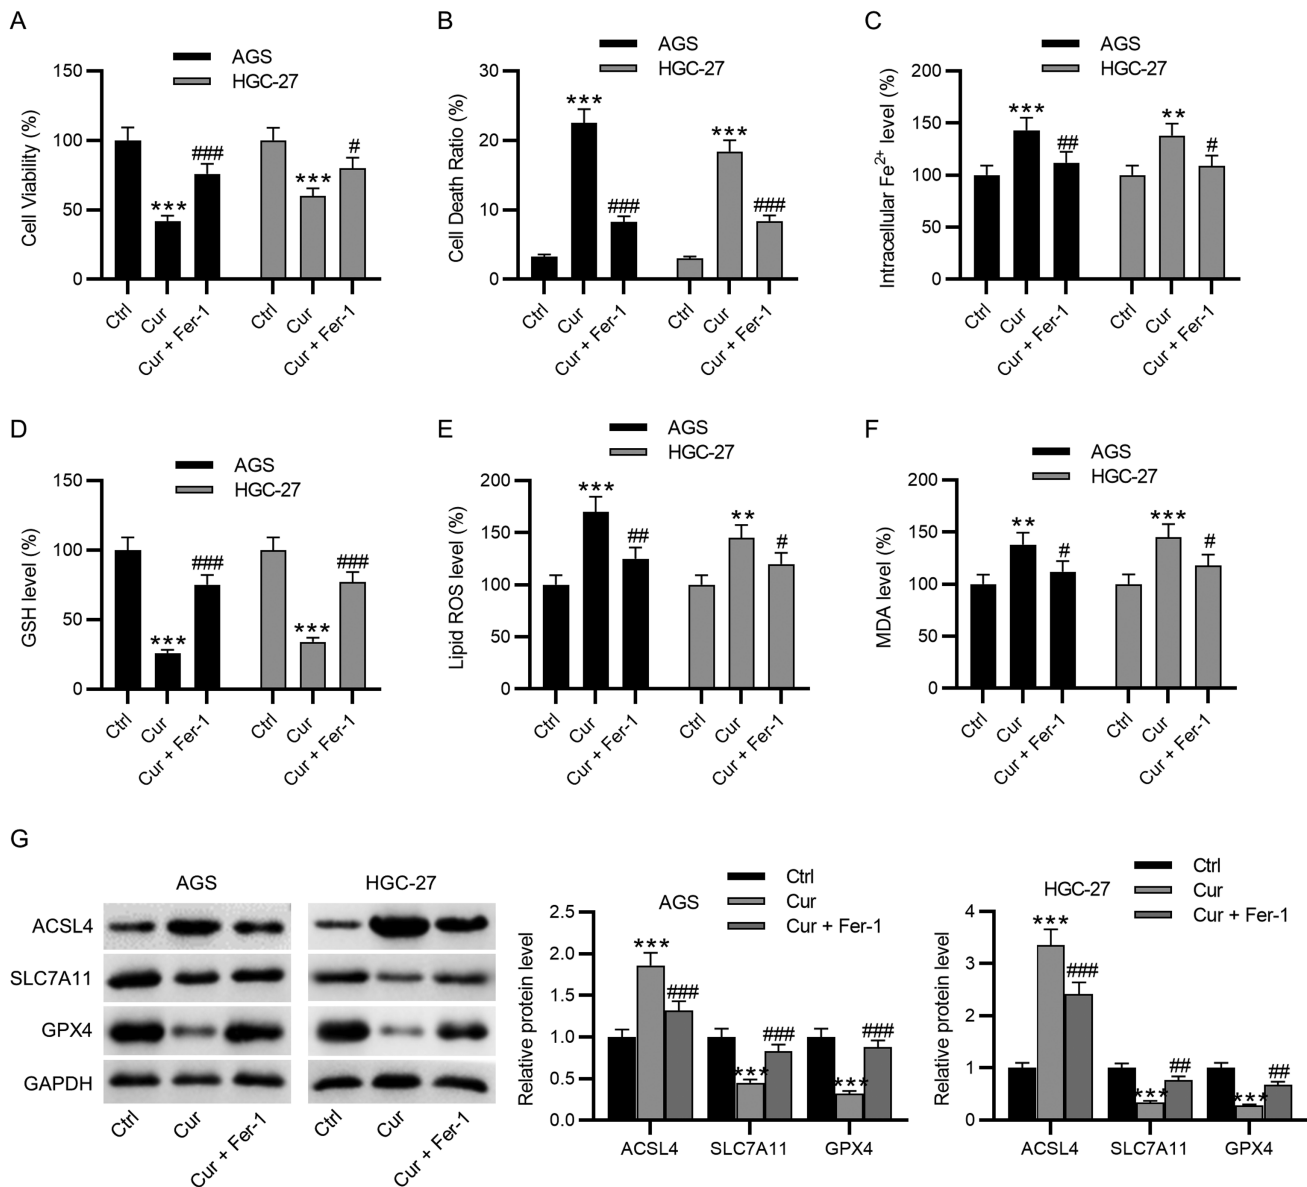 A
AGS
HGC-27
Cell Viability (%)
150
100
50
0
***
###
***
#
Ctrl
Cur
Cur + Fer-1
Ctrl
Cur
Cur + Fer-1
B
AGS
HGC-27
Cell Death Ratio (%)
30
20
10
0
***
###
***
###
Ctrl
Cur
Cur + Fer-1
Ctrl
Cur
Cur + Fer-1
C
AGS
HGC-27
Intracellular Fe²⁺ level (%)
200
150
100
50
0
***
##
**
#
Ctrl
Cur
Cur + Fer-1
Ctrl
Cur
Cur + Fer-1
D
AGS
HGC-27
GSH level (%)
150
100
50
0
***
###
***
###
Ctrl
Cur
Cur + Fer-1
Ctrl
Cur
Cur + Fer-1
E
AGS
HGC-27
Lipid ROS level (%)
200
150
100
50
0
***
##
**
#
Ctrl
Cur
Cur + Fer-1
Ctrl
Cur
Cur + Fer-1
F
AGS
HGC-27
MDA level (%)
200
150
100
50
0
**
#
***
#
Ctrl
Cur
Cur + Fer-1
Ctrl
Cur
Cur + Fer-1
G
AGS
HGC-27
ACSL4
SLC7A11
GPX4
GAPDH
Ctrl
Cur
Cur + Fer-1
Ctrl
Cur
Cur + Fer-1
AGS
Ctrl
Cur
Cur + Fer-1
Relative protein level
2.5
2.0
1.5
1.0
0.5
0
***
###
***
###
***
###
ACSL4
SLC7A11
GPX4
HGC-27
Ctrl
Cur
Cur + Fer-1
Relative protein level
4
3
2
1
0
***
###
***
##
***
##
ACSL4
SLC7A11
GPX4